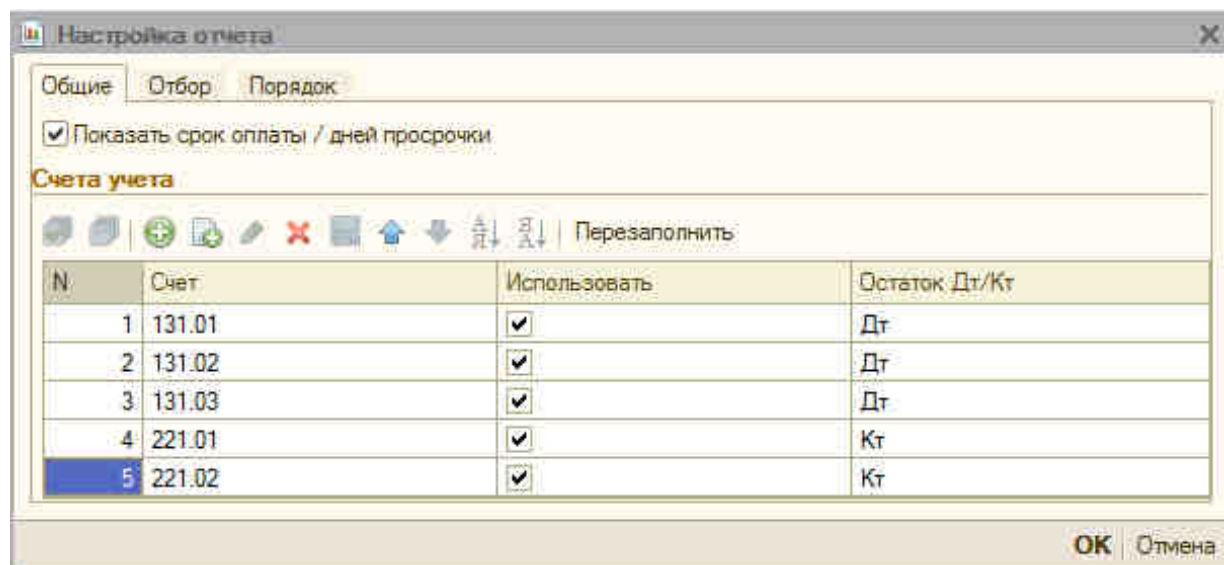 Настройка отчета
Общие Отбор Порядок
Показать срок оплаты / дней просрочки
Счета учета
Перезаполнить
N Счет Использовать Остаток Дт/Кт
1 131.01 Дт
2 131.02 Дт
3 131.03 Дт
4 221.01 Кт
5 221.02 Кт
OK Отмена